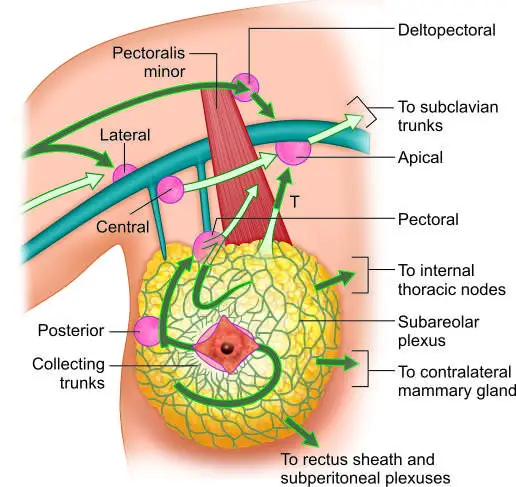 Deltopectoral
Pectoralis
minor
To subclavian
trunks
Lateral
Apical
T
Central
Pectoral
To internal
thoracic nodes
Posterior
Subareolar
plexus
Collecting
trunks
To contralateral
mammary gland
To rectus sheath and
subperitoneal plexuses